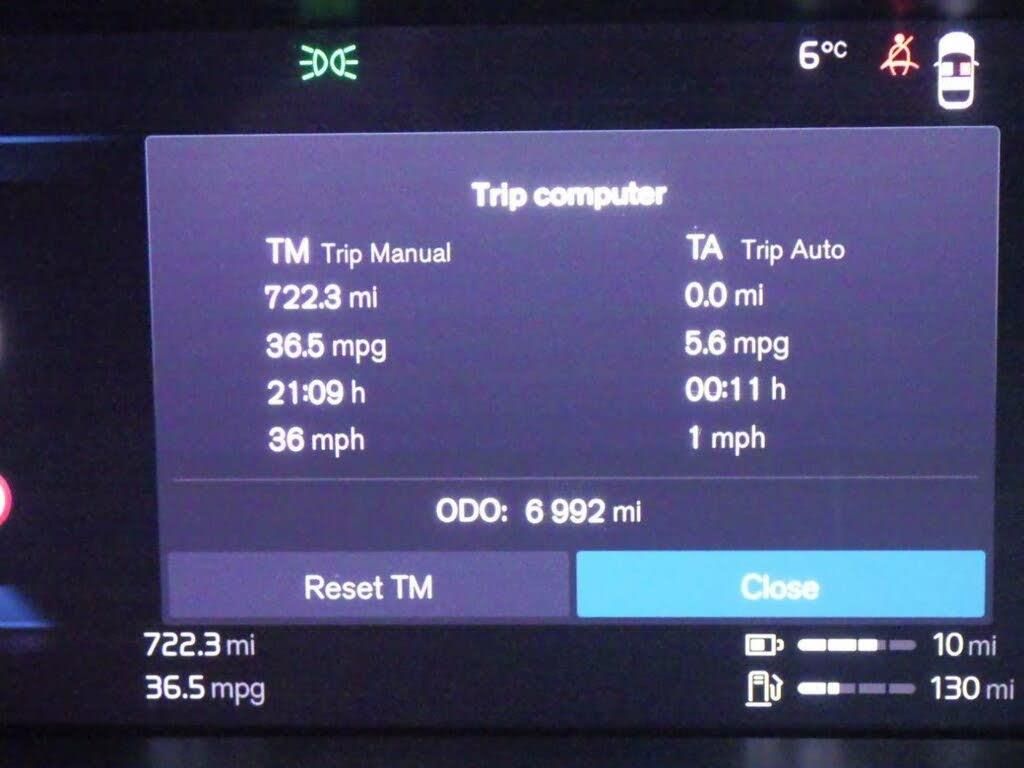 6°C
Trip computer
TM Trip Manual
TA Trip Auto
722.3 mi
0.0 mi
36.5 mpg
5.6 mpg
21:09 h
00:11 h
36 mph
1 mph
ODO: 6 992 mi
Reset TM
Close
722.3 mi
10 mi
36.5 mpg
130 mi